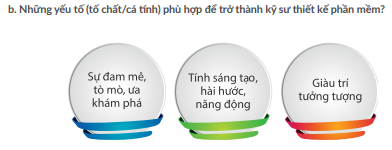 b. Những yếu tố (tố chất/cá tính) phù hợp để trở thành kỹ sư thiết kế phần mềm?
Sự đam mê,
tò mò, ưa
khám phá
Tính sáng tạo,
hài hước,
năng động
Giàu trí
tưởng tượng